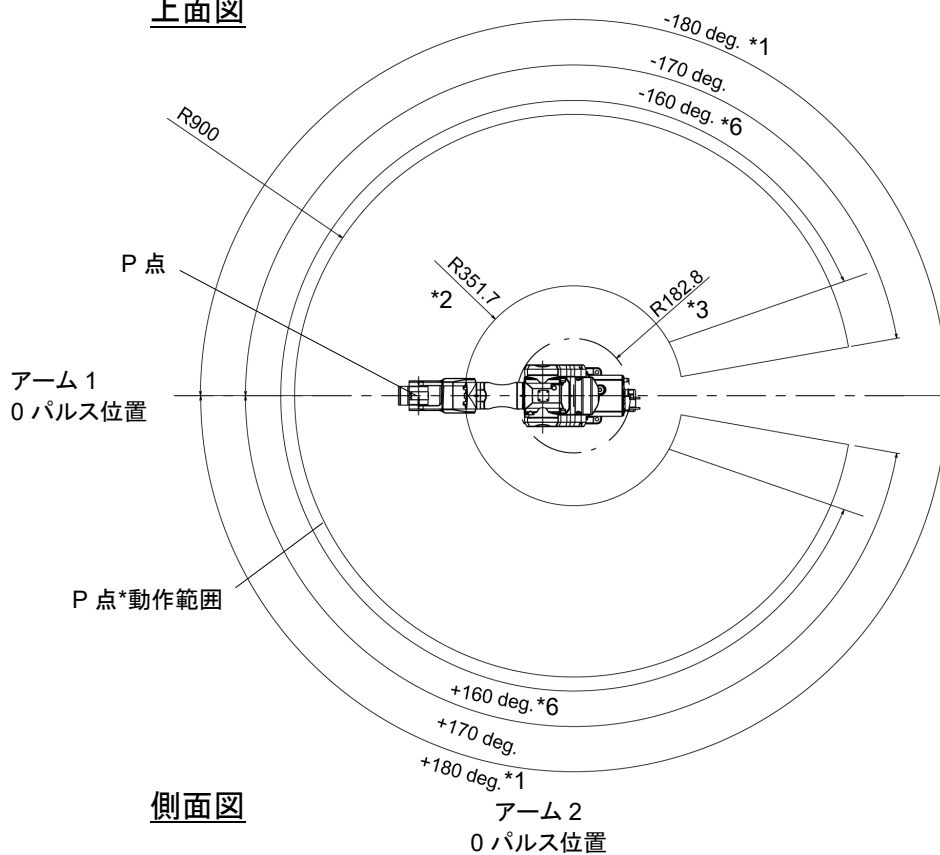 上面図
-180 deg. *1
-170 deg.
-160 deg. *6
R900
P 点
R351.7
*2
R182.8
*3
アーム 1
0 パルス位置
P 点*動作範囲
+160 deg. *6
+170 deg.
+180 deg. *1
側面図
アーム 2
0 パルス位置